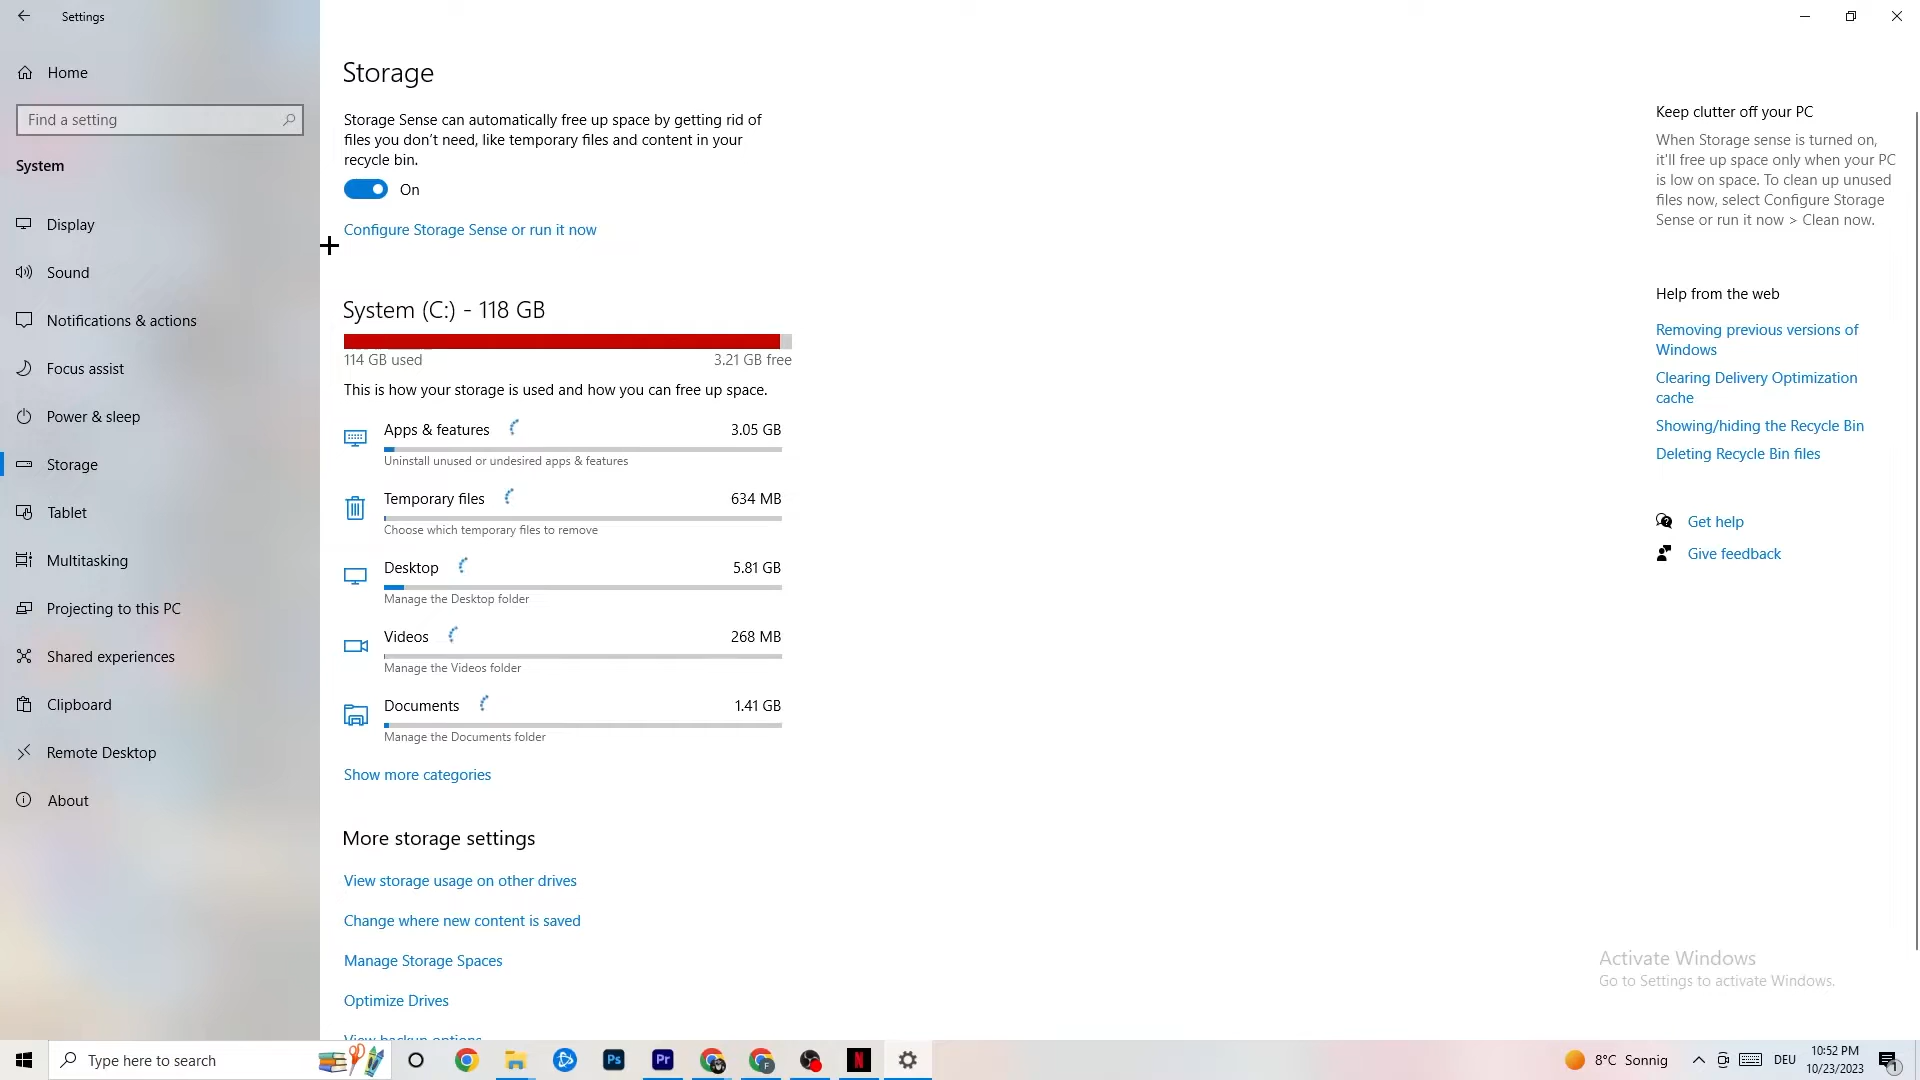 Settings
Home
Find a setting
System
Display
Sound
Notifications & actions
Focus assist
Power & sleep
Storage
Tablet
Multitasking
Projecting to this PC
Shared experiences
Clipboard
Remote Desktop
About
Storage
Storage Sense can automatically free up space by getting rid of
files you don't need, like temporary files and content in your
recycle bin.
On
Configure Storage Sense or run it now
System (C:) - 118 GB
114 GB used 3.21 GB free
This is how your storage is used and how you can free up space.
Apps & features 3.05 GB
Uninstall unused or undesired apps & features
Temporary files 634 MB
Choose which temporary files to remove
Desktop 5.81 GB
Manage the Desktop folder
Videos 268 MB
Manage the Videos folder
Documents 1.41 GB
Manage the Documents folder
Show more categories
More storage settings
View storage usage on other drives
Change where new content is saved
Manage Storage Spaces
Optimize Drives
View backup options
Keep clutter off your PC
When Storage sense is turned on,
it'll free up space only when your PC
is low on space. To clean up unused
files now, select Configure Storage
Sense or run it now > Clean now.
Help from the web
Removing previous versions of
Windows
Clearing Delivery Optimization
cache
Showing/hiding the Recycle Bin
Deleting Recycle Bin files
Get help
Give feedback
Activate Windows
Go to Settings to activate Windows.
Type here to search
Ps
Pr
F
N
8°C Sonnig
DEU
10:52 PM
10/23/2023
1